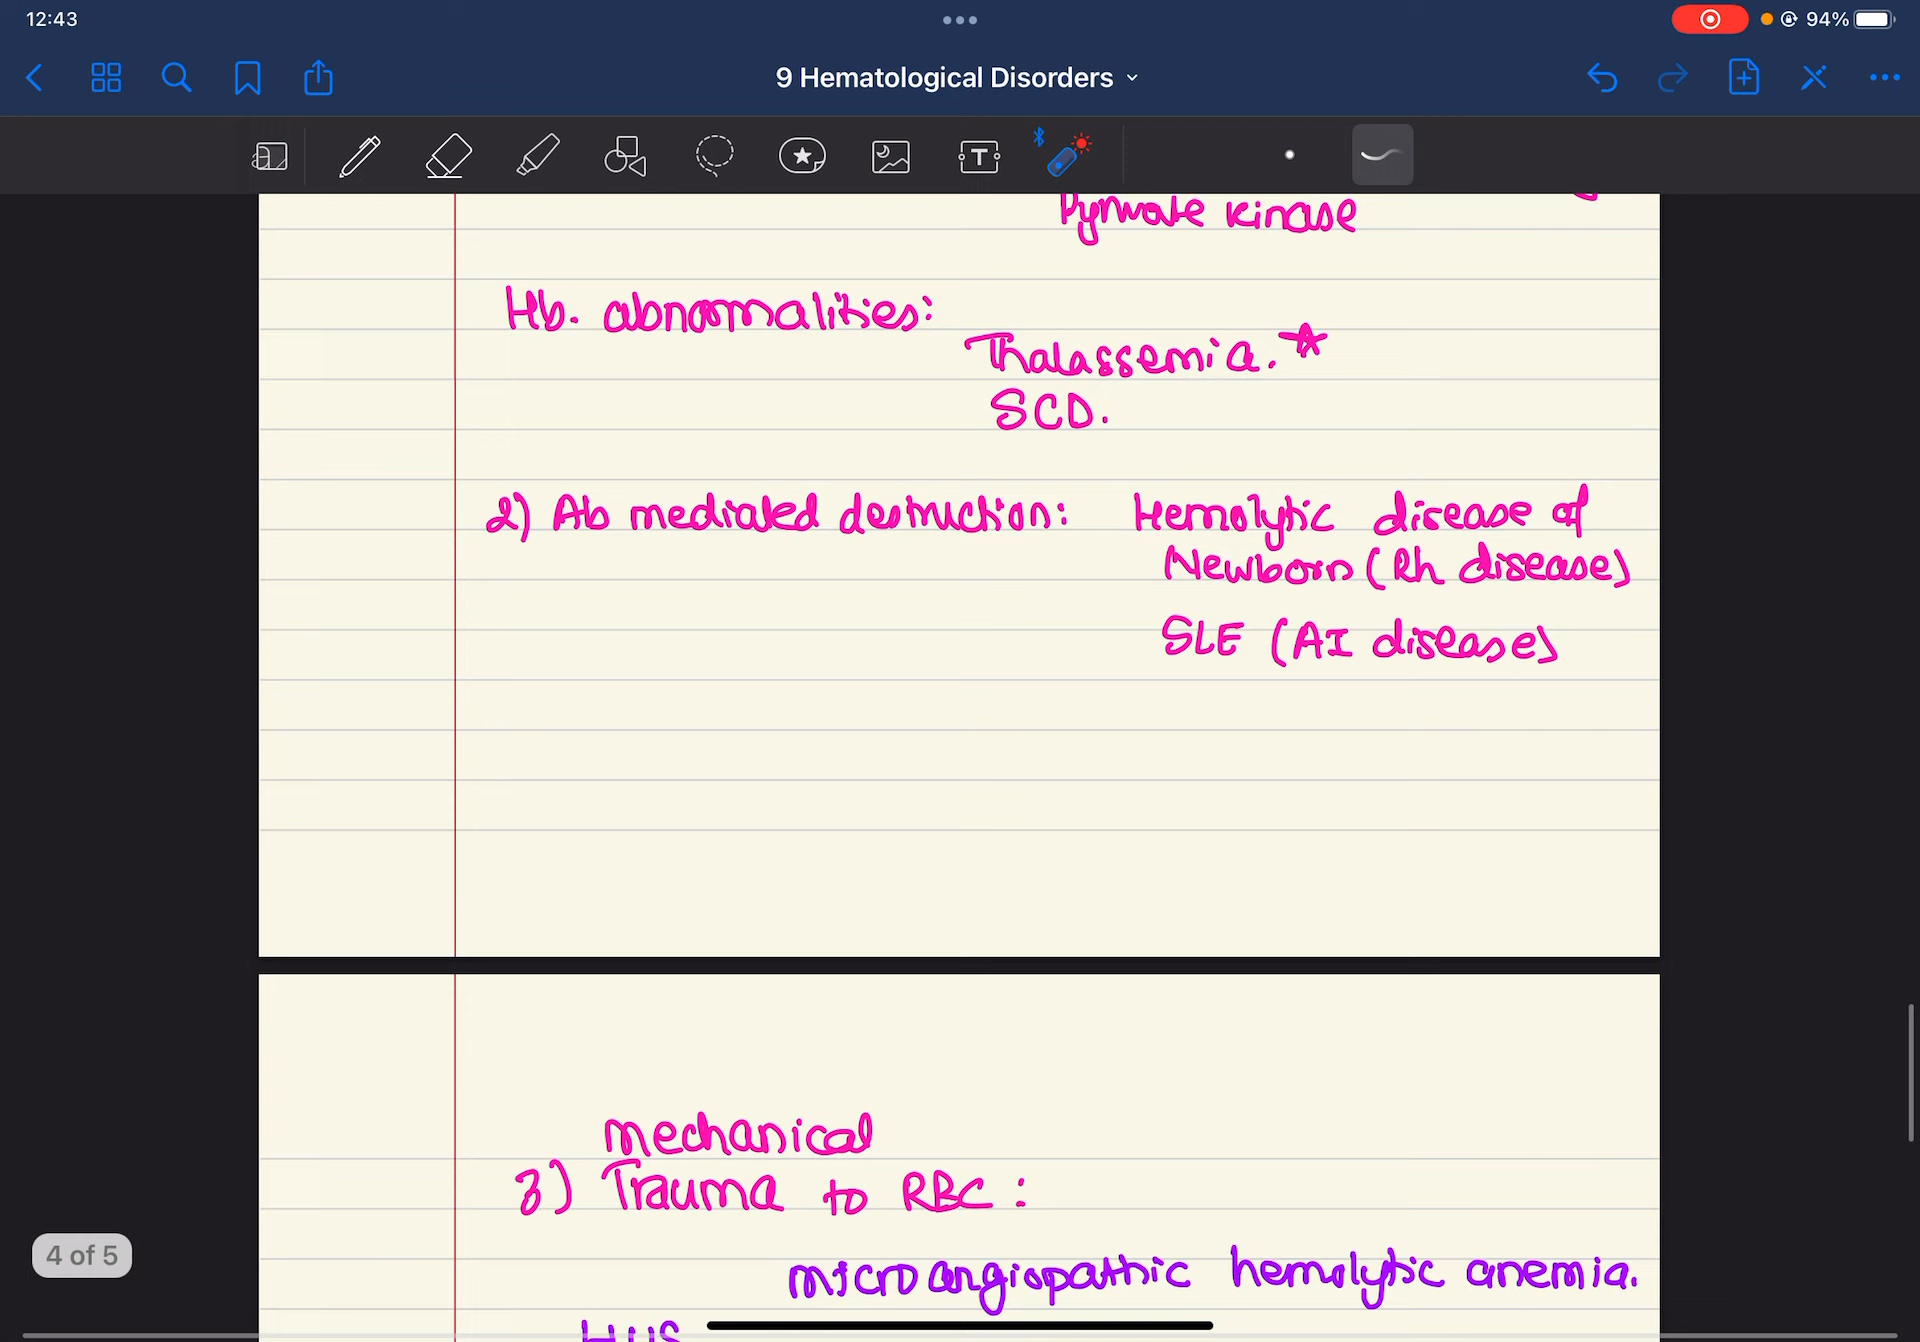 12:43
94%
9 Hematological Disorders
T
Pyruvate kinase
Hb. abnormalities:
Thalassemia.
SCD.
2) Ab mediated destruction: Hemolytic disease of
Newborn (Rh disease)
SLE (AI disease)
mechanical
3) Trauma to RBC :
4 of 5
microangiopathic hemolytic anemia.
HUS